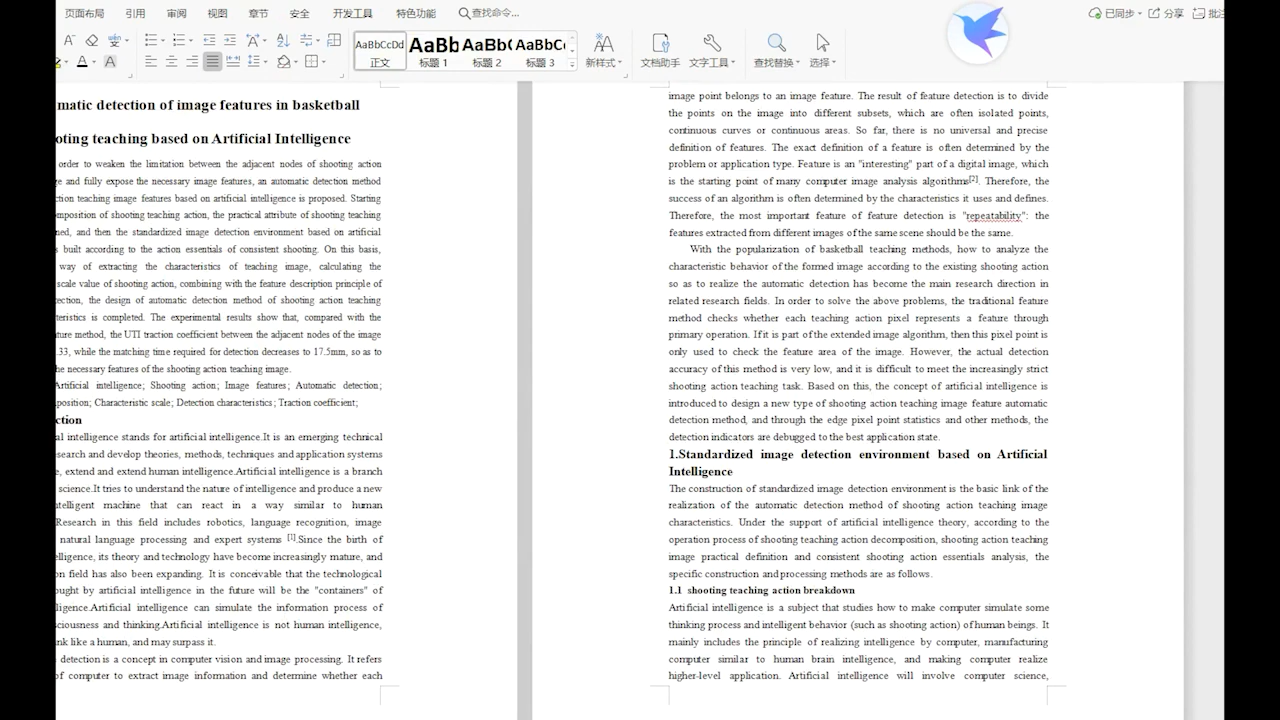 页面布局 引用 审阅 视图 章节 安全 开发工具 特色功能 查找命令... 已同步 分享 批注
AaBbCcDd AaBb AaBb( AaBbC
正文 标题 1 标题 2 标题 3 新样式 文档助手 文字工具 查找替换 选择
matic detection of image features in basketball
oting teaching based on Artificial Intelligence
order to weaken the limitation between the adjacent nodes of shooting action
ge and fully expose the necessary image features, an automatic detection method
ction teaching image features based on artificial intelligence is proposed. Starting
mposition of shooting teaching action, the practical attribute of shooting teaching
ned, and then the standardized image detection environment based on artificial
s built according to the action essentials of consistent shooting. On this basis,
way of extracting the characteristics of teaching image, calculating the
scale value of shooting action, combining with the feature description principle of
ection, the design of automatic detection method of shooting action teaching
teristics is completed. The experimental results show that, compared with the
ture method, the UTI traction coefficient between the adjacent nodes of the image
.33, while the matching time required for detection decreases to 17.5mm, so as to
he necessary features of the shooting action teaching image.
Artificial intelligence; Shooting action; Image features; Automatic detection;
position; Characteristic scale; Detection characteristics; Traction coefficient;
ction
al intelligence stands for artificial intelligence.It is an emerging technical
search and develop theories, methods, techniques and application systems
e, extend and extend human intelligence.Artificial intelligence is a branch
science.It tries to understand the nature of intelligence and produce a new
telligent machine that can react in a way similar to human
Research in this field includes robotics, language recognition, image
natural language processing and expert systems [1].Since the birth of
elligence, its theory and technology have become increasingly mature, and
on field has also been expanding. It is conceivable that the technological
ought by artificial intelligence in the future will be the "containers" of
lligence.Artificial intelligence can simulate the information process of
sciousness and thinking.Artificial intelligence is not human intelligence,
nk like a human, and may surpass it.
detection is a concept in computer vision and image processing. It refers
of computer to extract image information and determine whether each
image point belongs to an image feature. The result of feature detection is to divide
the points on the image into different subsets, which are often isolated points,
continuous curves or continuous areas. So far, there is no universal and precise
definition of features. The exact definition of a feature is often determined by the
problem or application type. Feature is an "interesting" part of a digital image, which
is the starting point of many computer image analysis algorithms[2]. Therefore, the
success of an algorithm is often determined by the characteristics it uses and defines.
Therefore, the most important feature of feature detection is "repeatability": the
features extracted from different images of the same scene should be the same.
With the popularization of basketball teaching methods, how to analyze the
characteristic behavior of the formed image according to the existing shooting action
so as to realize the automatic detection has become the main research direction in
related research fields. In order to solve the above problems, the traditional feature
method checks whether each teaching action pixel represents a feature through
primary operation. If it is part of the extended image algorithm, then this pixel point is
only used to check the feature area of the image. However, the actual detection
accuracy of this method is very low, and it is difficult to meet the increasingly strict
shooting action teaching task. Based on this, the concept of artificial intelligence is
introduced to design a new type of shooting action teaching image feature automatic
detection method, and through the edge pixel point statistics and other methods, the
detection indicators are debugged to the best application state.
1.Standardized image detection environment based on Artificial
Intelligence
The construction of standardized image detection environment is the basic link of the
realization of the automatic detection method of shooting action teaching image
characteristics. Under the support of artificial intelligence theory, according to the
operation process of shooting teaching action decomposition, shooting action teaching
image practical definition and consistent shooting action essentials analysis, the
specific construction and processing methods are as follows.
1.1 shooting teaching action breakdown
Artificial intelligence is a subject that studies how to make computer simulate some
thinking process and intelligent behavior (such as shooting action) of human beings. It
mainly includes the principle of realizing intelligence by computer, manufacturing
computer similar to human brain intelligence, and making computer realize
higher-level application. Artificial intelligence will involve computer science,